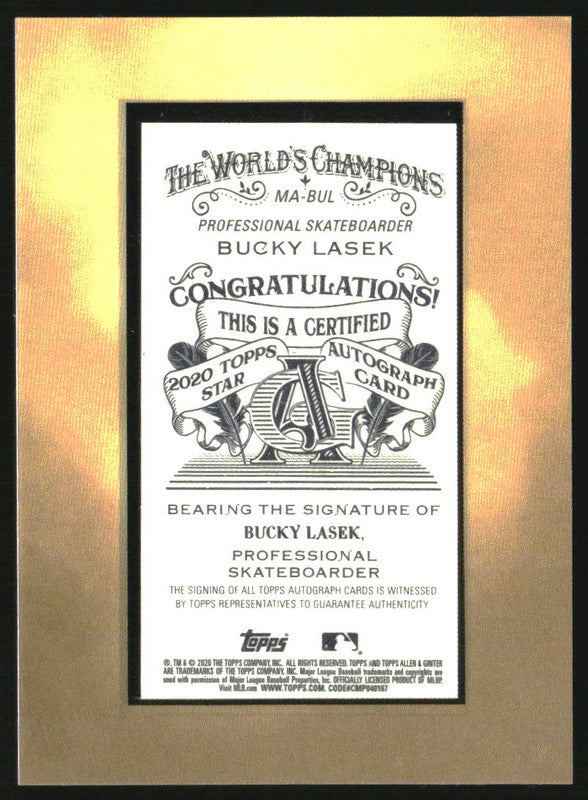 THE WORLD'S CHAMPIONS
MA-BUL
PROFESSIONAL SKATEBOARDER
BUCKY LASEK
CONGRATULATIONS!
THIS IS A CERTIFIED
2020 TOPPS
STAR
AUTOGRAPH
CARD
BEARING THE SIGNATURE OF
BUCKY LASEK,
PROFESSIONAL
SKATEBOARDER
THE SIGNING OF ALL TOPPS AUTOGRAPH CARDS IS WITNESSED
BY TOPPS REPRESENTATIVES TO GUARANTEE AUTHENTICITY
topps
®, TM & © 2020 THE TOPPS COMPANY, INC. ALL RIGHTS RESERVED. TOPPS AND TOPPS ALLEN & GINTER
ARE TRADEMARKS OF THE TOPPS COMPANY, INC. Major League Baseball trademarks and copyrights are
used with permission of Major League Baseball Properties, Inc. OFFICIALLY LICENSED PRODUCT OF MLBP.
Visit MLB.com WWW.TOPPS.COM. CODE#CMP040167